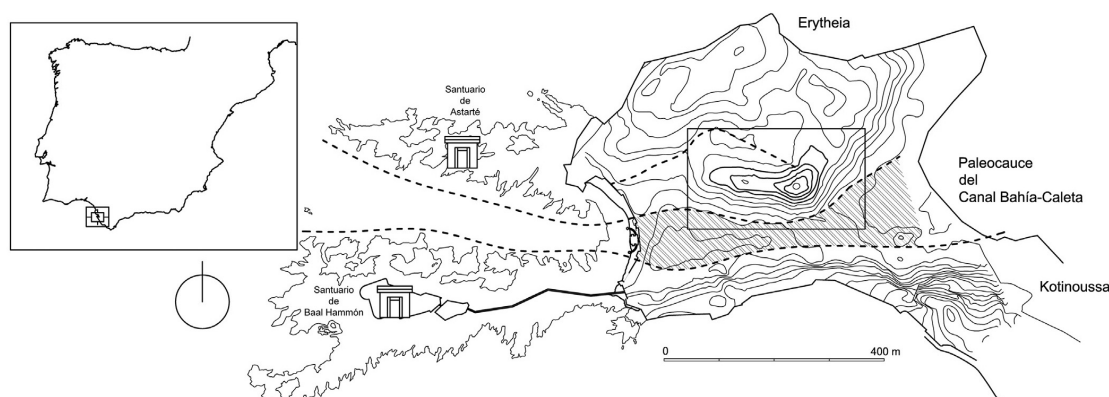 Erytheia
Santuario
de
Astarté
Paleocauce
del
Canal Bahía-Caleta
Santuario
de
Baal Hammón
Kotinoussa
0
400 m